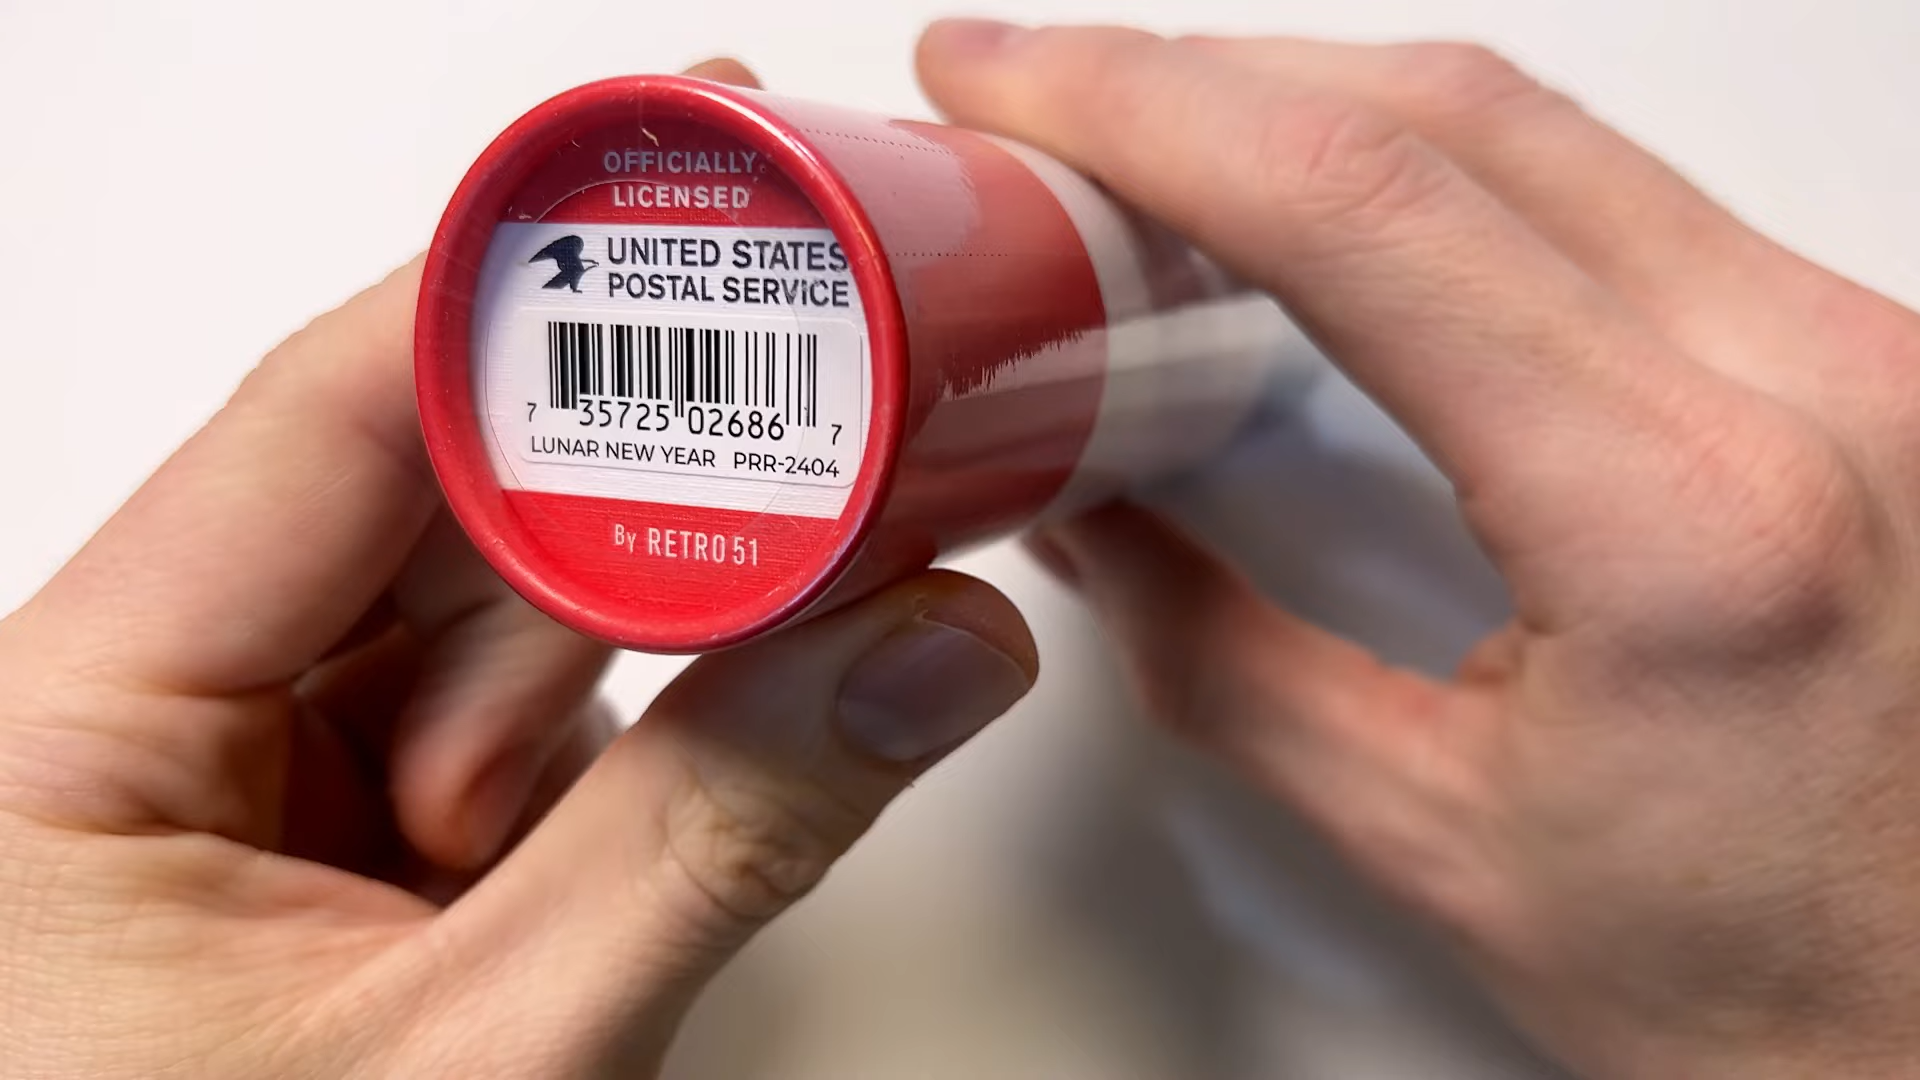 OFFICIALLY
LICENSED
UNITED STATES
POSTAL SERVICE
7 35725 02686 7
LUNAR NEW YEAR PRR-2404
By RETRO 51